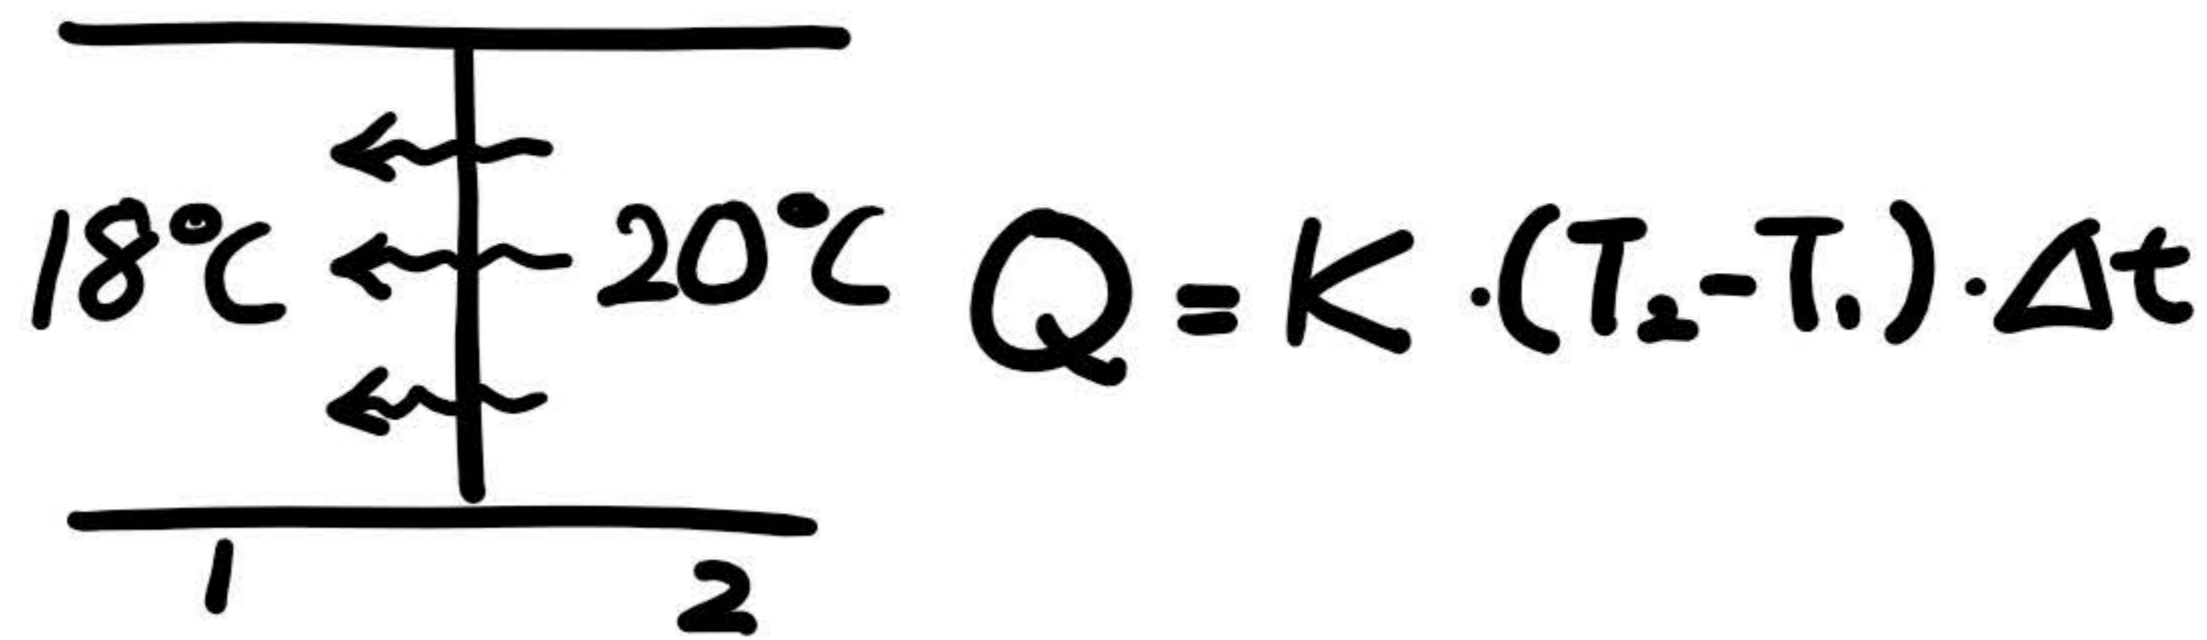 18°C 20°C Q = K · (T₂ - T₁) · Δt
1 2